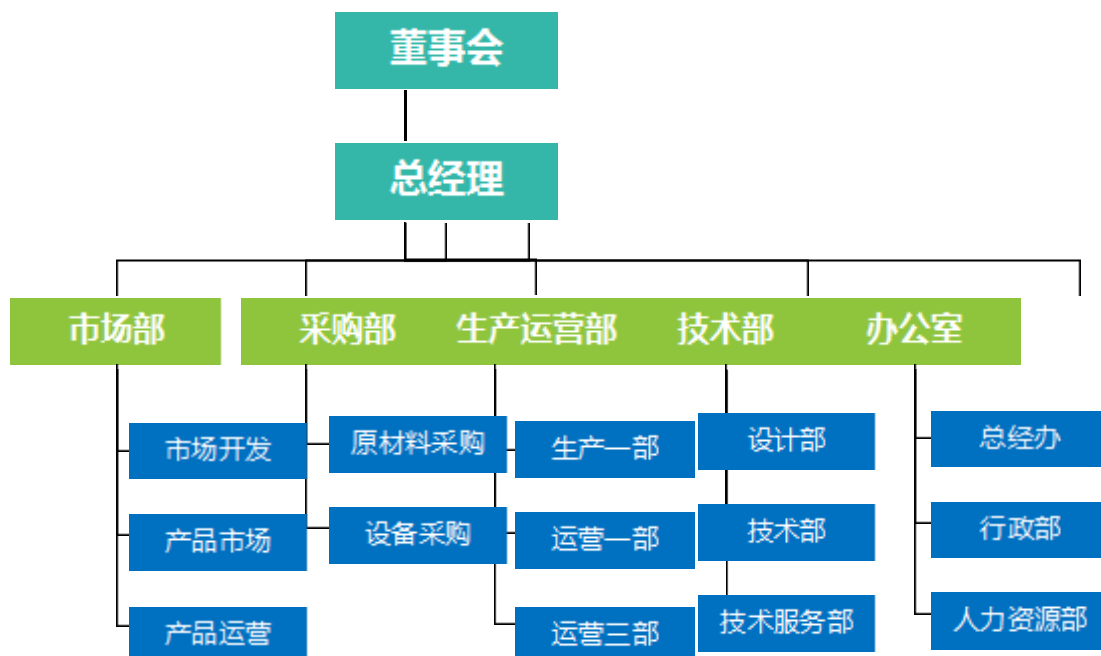 董事会
总经理
市场部 采购部 生产运营部 技术部 办公室
市场开发 原材料采购 生产一部 设计部 总经办
产品市场 设备采购 运营一部 技术部 行政部
产品运营 运营三部 技术服务部 人力资源部